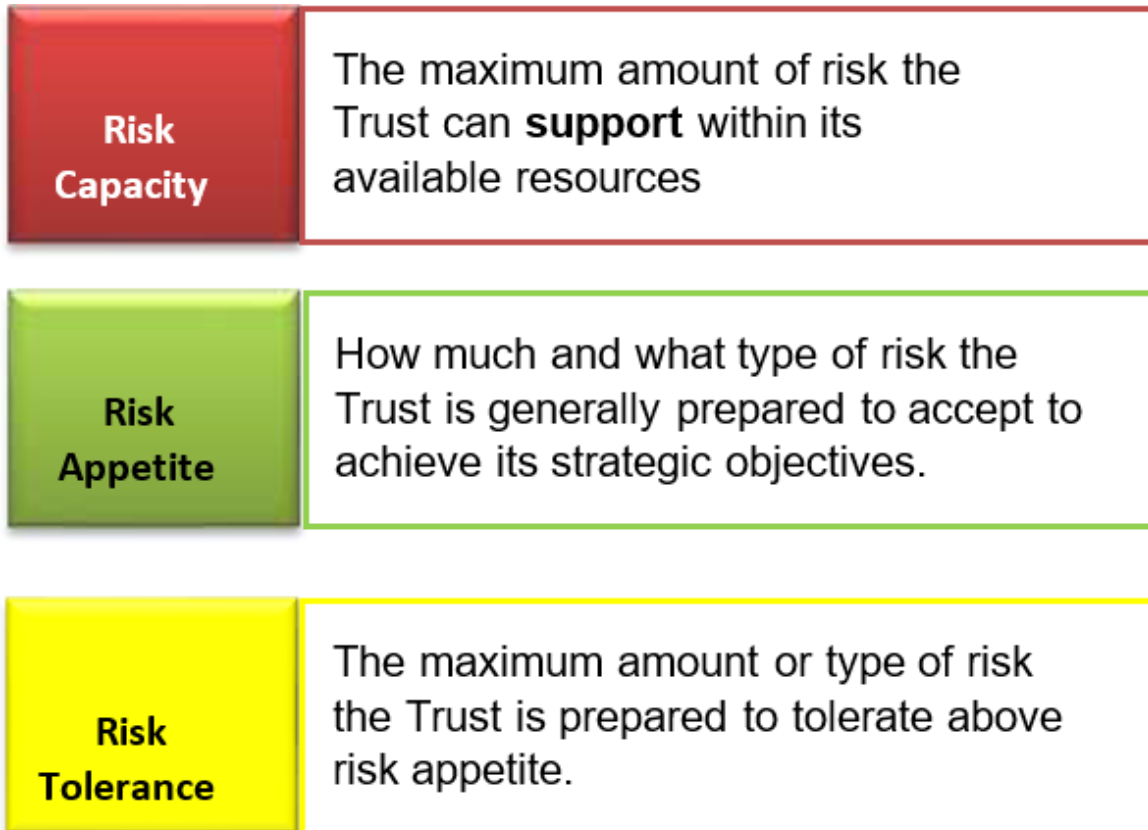 Risk
Capacity
The maximum amount of risk the
Trust can support within its
available resources
Risk
Appetite
How much and what type of risk the
Trust is generally prepared to accept to
achieve its strategic objectives.
Risk
Tolerance
The maximum amount or type of risk
the Trust is prepared to tolerate above
risk appetite.